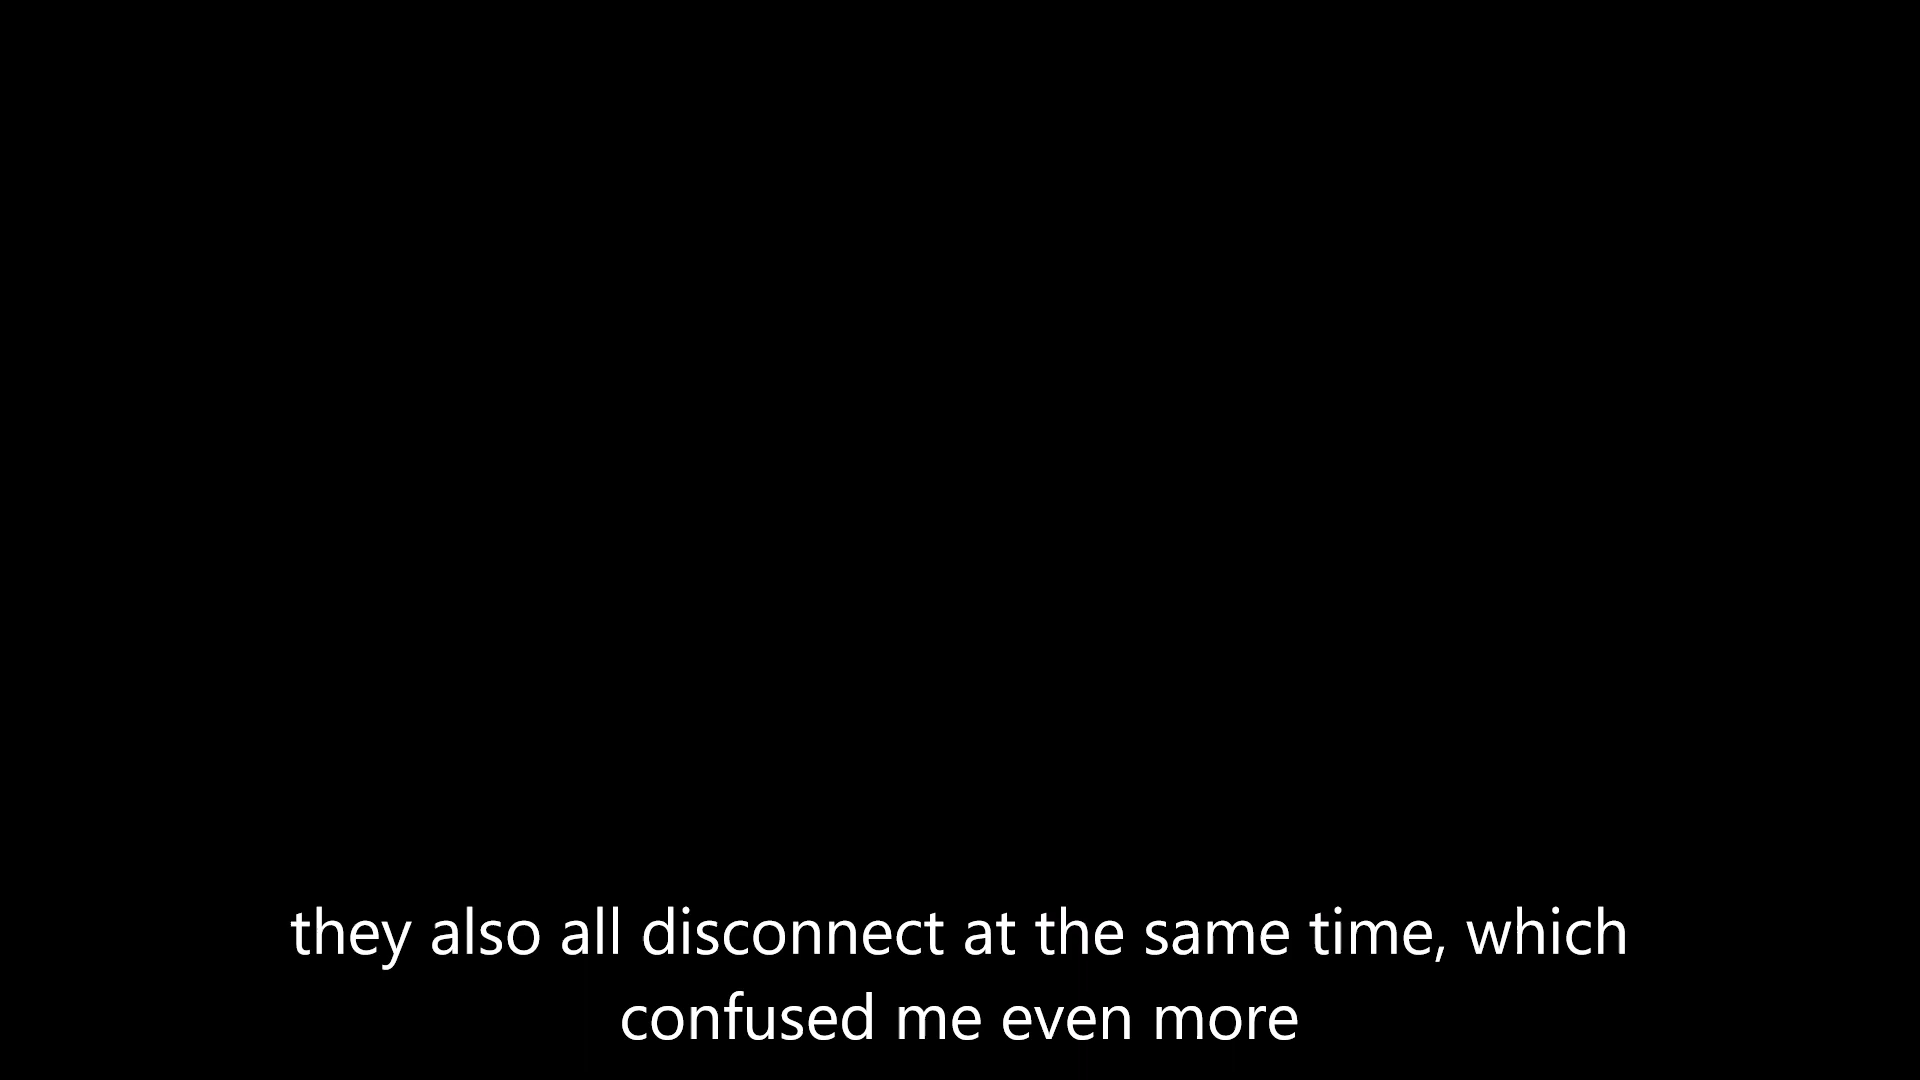 they also all disconnect at the same time, which
confused me even more